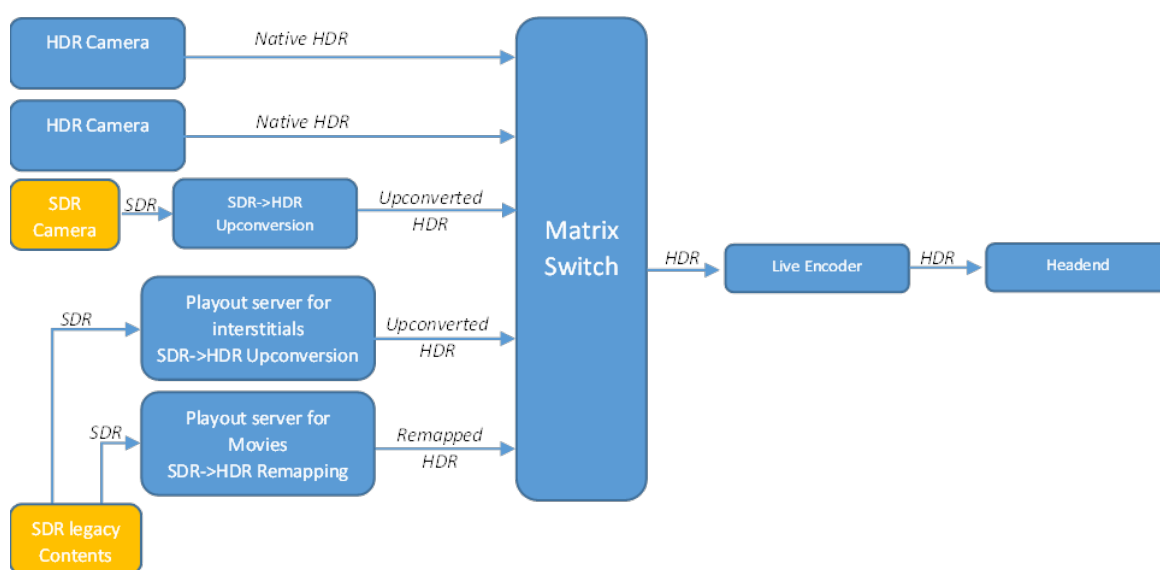 HDR Camera
Native HDR
HDR Camera
Native HDR
SDR
Camera
SDR
SDR->HDR
Upconversion
Upconverted
HDR
Matrix
Switch
HDR
Live Encoder
HDR
Headend
SDR
Playout server for
interstitials
SDR->HDR Upconversion
Upconverted
HDR
SDR
Playout server for
Movies
SDR->HDR Remapping
Remapped
HDR
SDR legacy
Contents